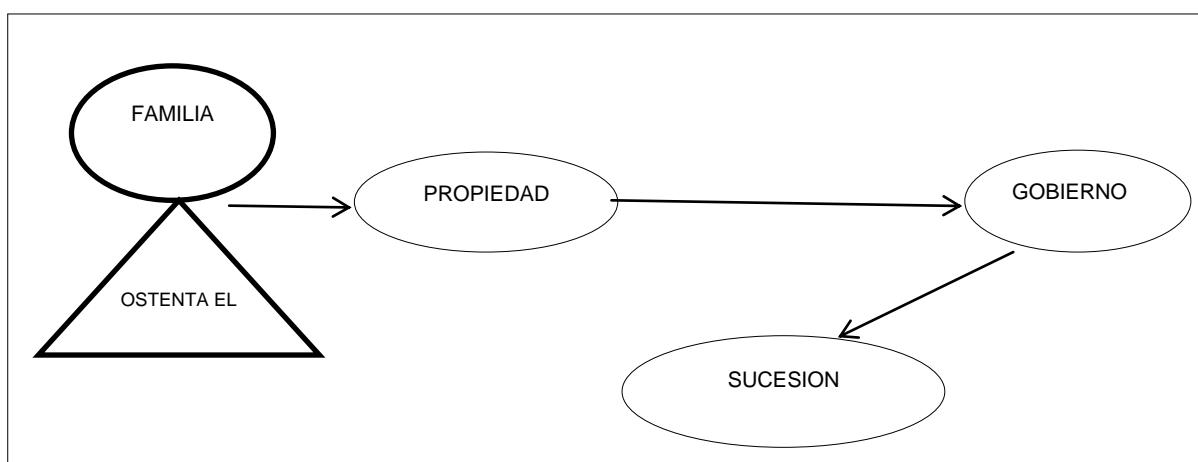 FAMILIA
PROPIEDAD
GOBIERNO
OSTENTA EL
SUCESION